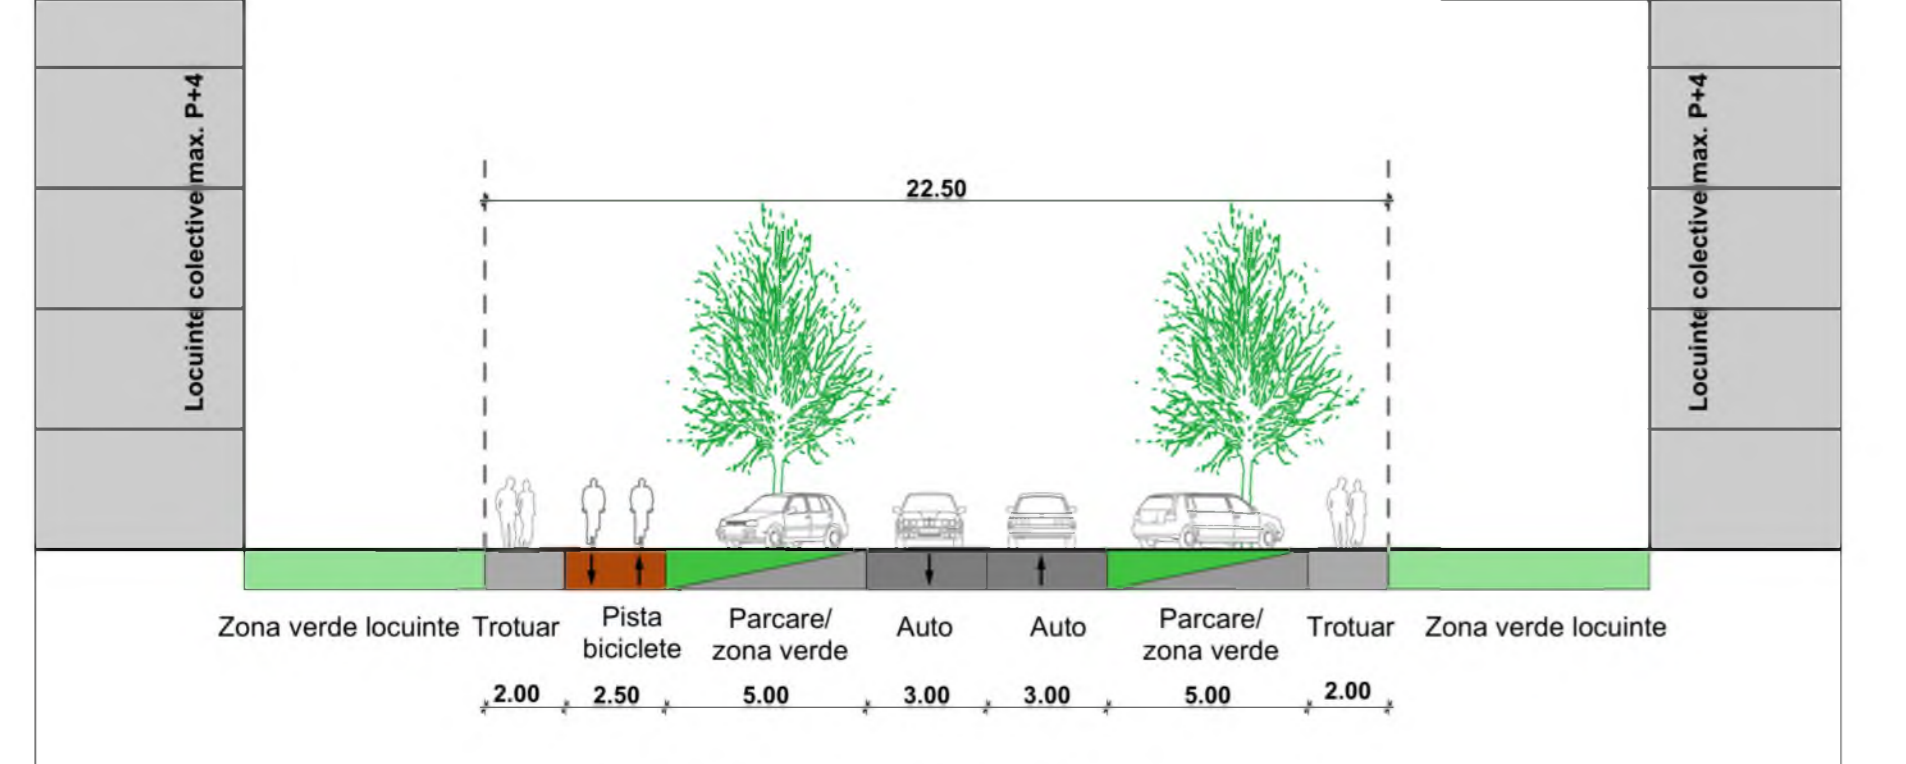 Locuinte colective max. P+4
Locuinte colective max. P+4
22.50
Zona verde locuinte
Trotuar
Pista
biciclete
Parcare/
zona verde
Auto
Auto
Parcare/
zona verde
Trotuar
Zona verde locuinte
2.00
2.50
5.00
3.00
3.00
5.00
2.00